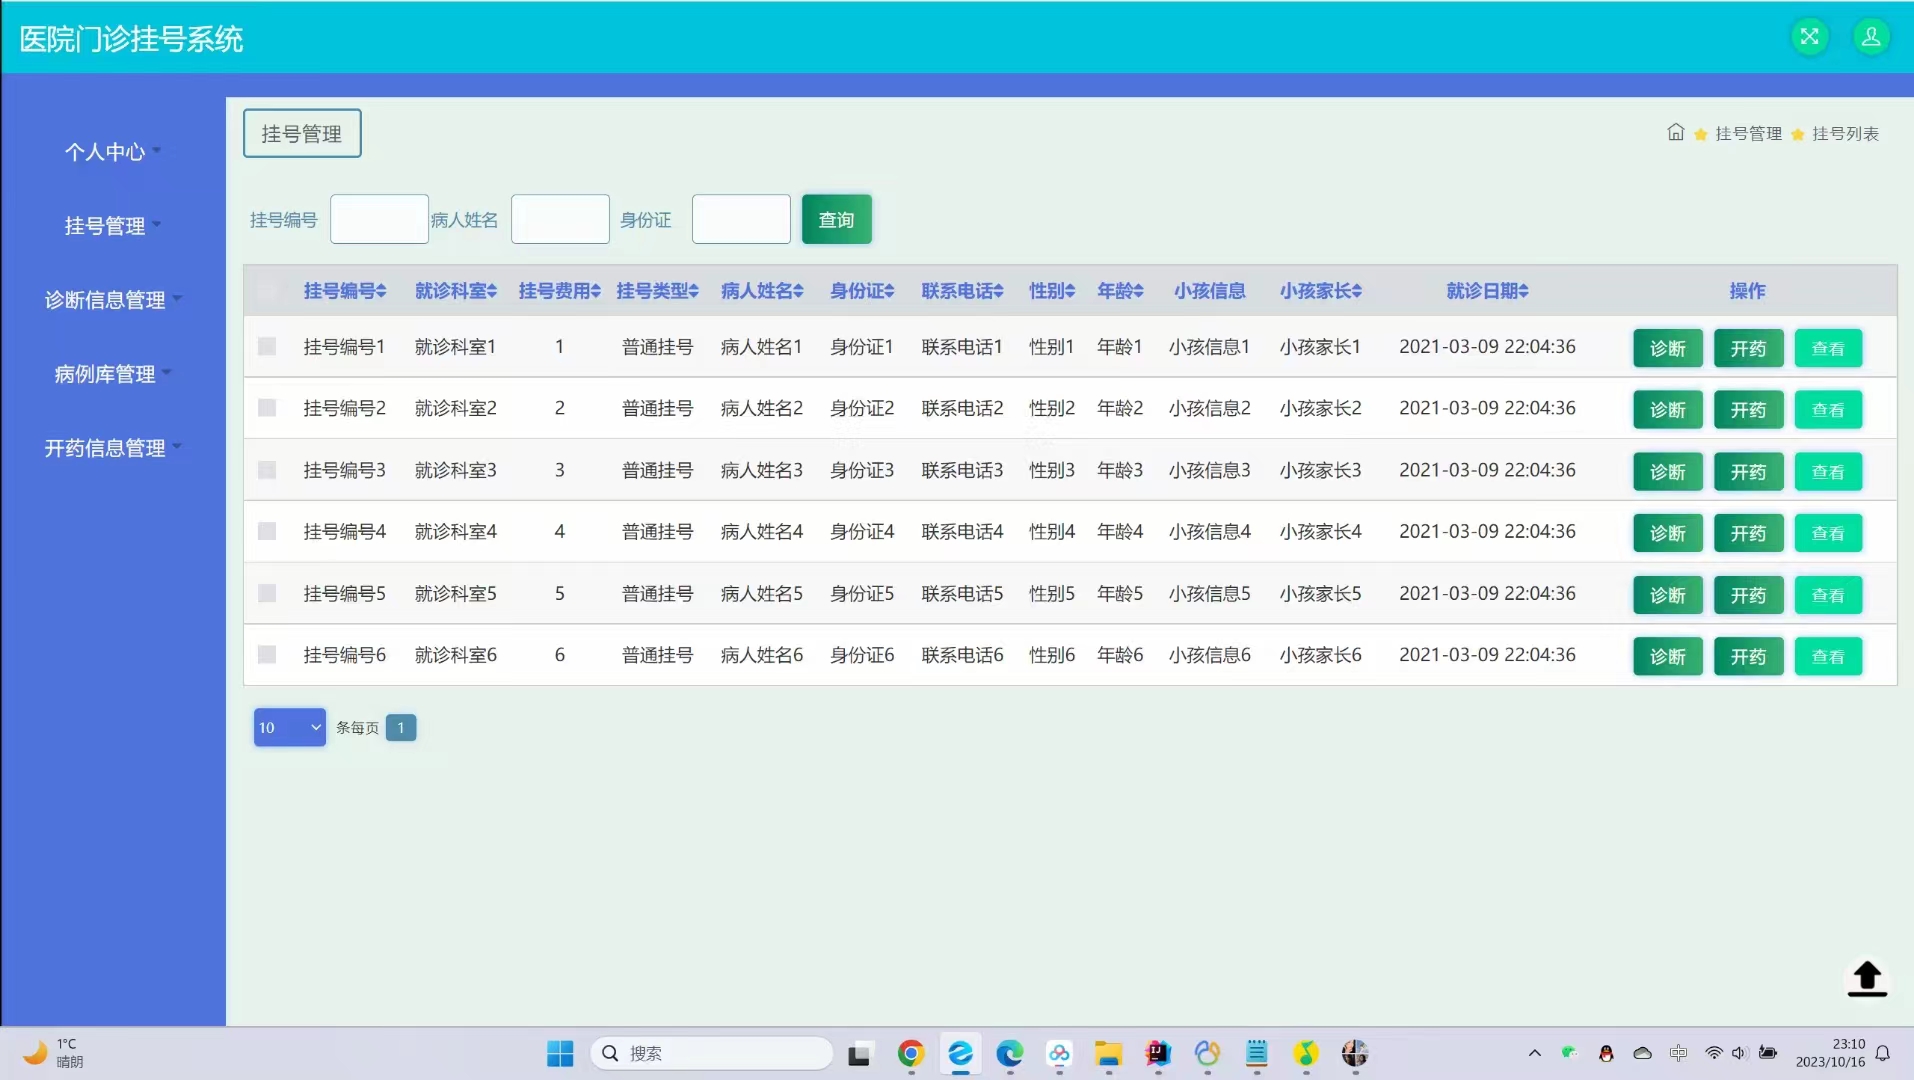 医院门诊挂号系统
个人中心
挂号管理
诊断信息管理
病例库管理
开药信息管理
挂号管理
挂号管理 挂号列表
挂号编号 病人姓名 身份证 查询
挂号编号 就诊科室 挂号费用 挂号类型 病人姓名 身份证 联系电话 性别 年龄 小孩信息 小孩家长 就诊日期 操作
挂号编号1 就诊科室1 1 普通挂号 病人姓名1 身份证1 联系电话1 性别1 年龄1 小孩信息1 小孩家长1 2021-03-09 22:04:36 诊断 开药 查看
挂号编号2 就诊科室2 2 普通挂号 病人姓名2 身份证2 联系电话2 性别2 年龄2 小孩信息2 小孩家长2 2021-03-09 22:04:36 诊断 开药 查看
挂号编号3 就诊科室3 3 普通挂号 病人姓名3 身份证3 联系电话3 性别3 年龄3 小孩信息3 小孩家长3 2021-03-09 22:04:36 诊断 开药 查看
挂号编号4 就诊科室4 4 普通挂号 病人姓名4 身份证4 联系电话4 性别4 年龄4 小孩信息4 小孩家长4 2021-03-09 22:04:36 诊断 开药 查看
挂号编号5 就诊科室5 5 普通挂号 病人姓名5 身份证5 联系电话5 性别5 年龄5 小孩信息5 小孩家长5 2021-03-09 22:04:36 诊断 开药 查看
挂号编号6 就诊科室6 6 普通挂号 病人姓名6 身份证6 联系电话6 性别6 年龄6 小孩信息6 小孩家长6 2021-03-09 22:04:36 诊断 开药 查看
10 条每页 1
1°C
晴朗
搜索
中
23:10
2023/10/16